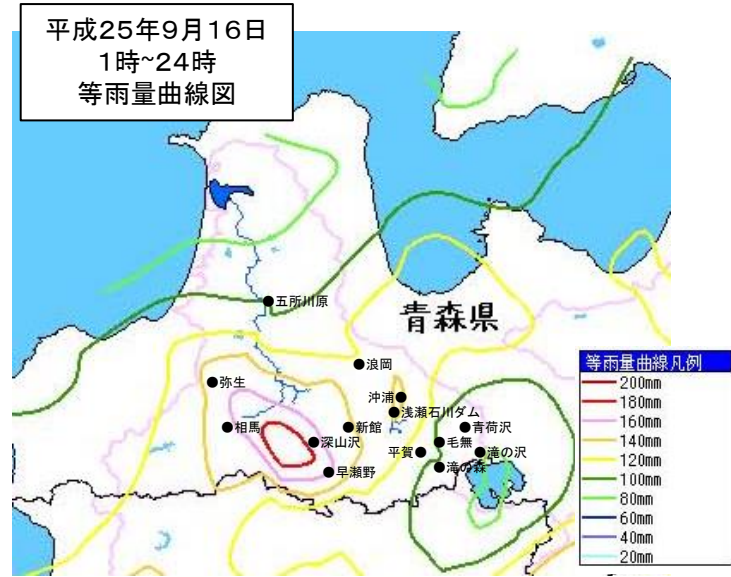 平成25年9月16日
1時~24時
等雨量曲線図
●五所川原
青森県
●浪岡
等雨量曲線凡例
200mm
180mm
160mm
140mm
120mm
100mm
80mm
60mm
40mm
20mm
●弥生
沖浦●
●浅瀬石川ダム
●相馬
●新館
●青荷沢
●深山沢
●毛無
平賀●
●滝の沢
●早瀬野
●滝の森